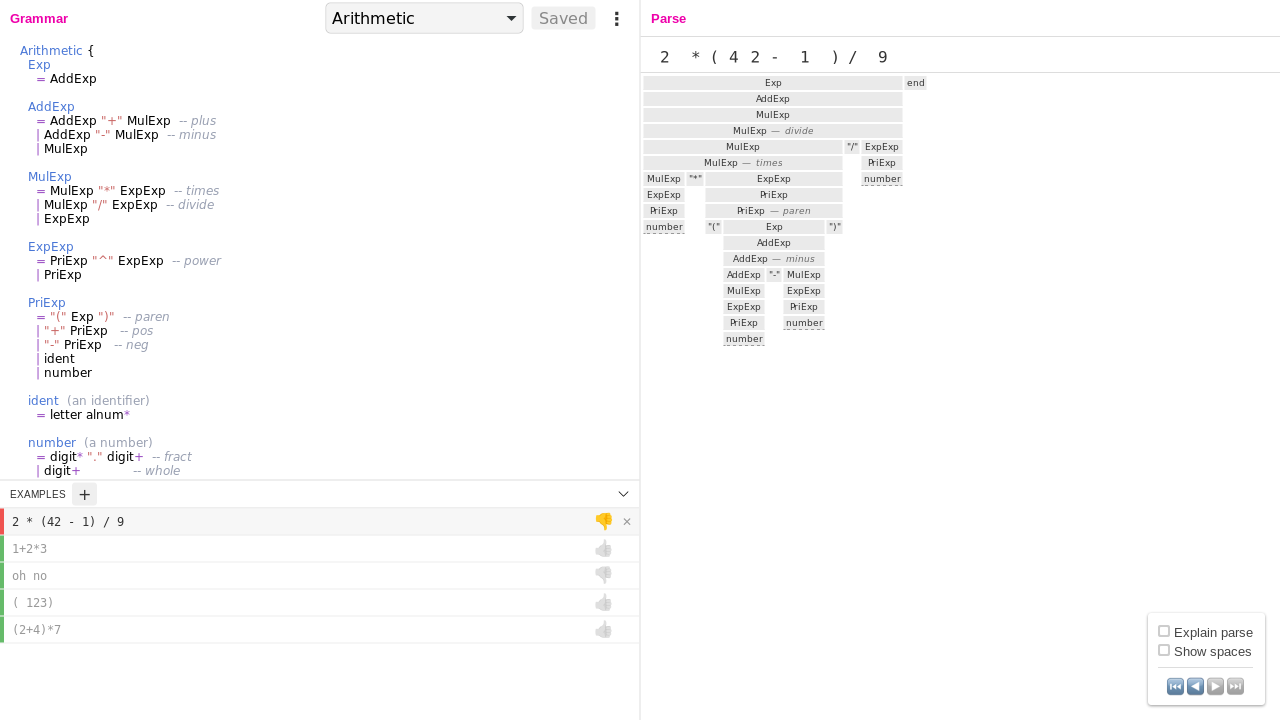 Grammar
Arithmetic
Saved
Arithmetic {
Exp
= AddExp
AddExp
= AddExp "+" MulExp -- plus
| AddExp "-" MulExp -- minus
| MulExp
MulExp
= MulExp "*" ExpExp -- times
| MulExp "/" ExpExp -- divide
| ExpExp
ExpExp
= PriExp "^" ExpExp -- power
| PriExp
PriExp
= "(" Exp ")" -- paren
| "+" PriExp -- pos
| "-" PriExp -- neg
| ident
| number
ident (an identifier)
= letter alnum*
number (a number)
= digit* "." digit+ -- fract
| digit+ -- whole
EXAMPLES +
2 * (42 - 1) / 9 👎 ×
1+2*3 👍
oh no 👎
( 123) 👍
(2+4)*7 👍
Parse
2 * ( 4 2 - 1 ) / 9
Exp end
AddExp
MulExp
MulExp — divide
MulExp "/" ExpExp
MulExp — times PriExp
MulExp "*" ExpExp number
ExpExp PriExp
PriExp PriExp — paren
number "(" Exp ")"
AddExp
AddExp — minus
AddExp "-" MulExp
MulExp ExpExp
ExpExp PriExp
PriExp number
number
Explain parse
Show spaces